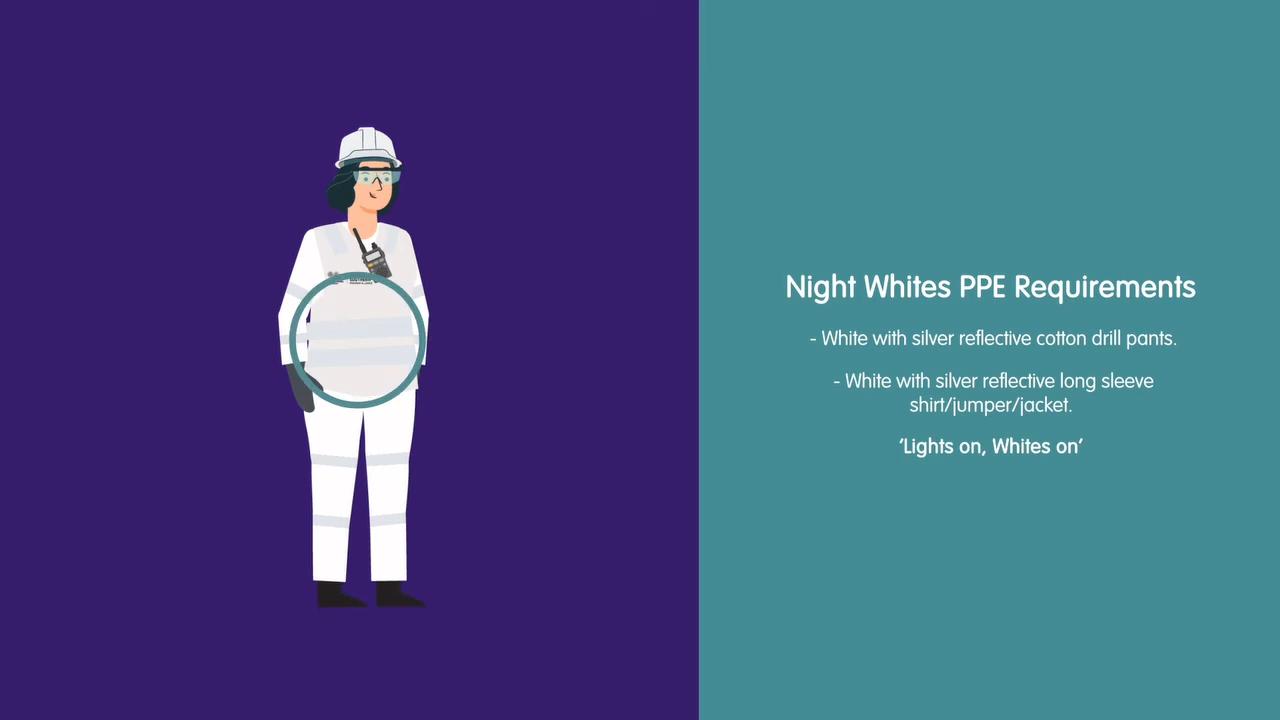 Night Whites PPE Requirements
- White with silver reflective cotton drill pants.
- White with silver reflective long sleeve
shirt/jumper/jacket.
‘Lights on, Whites on’